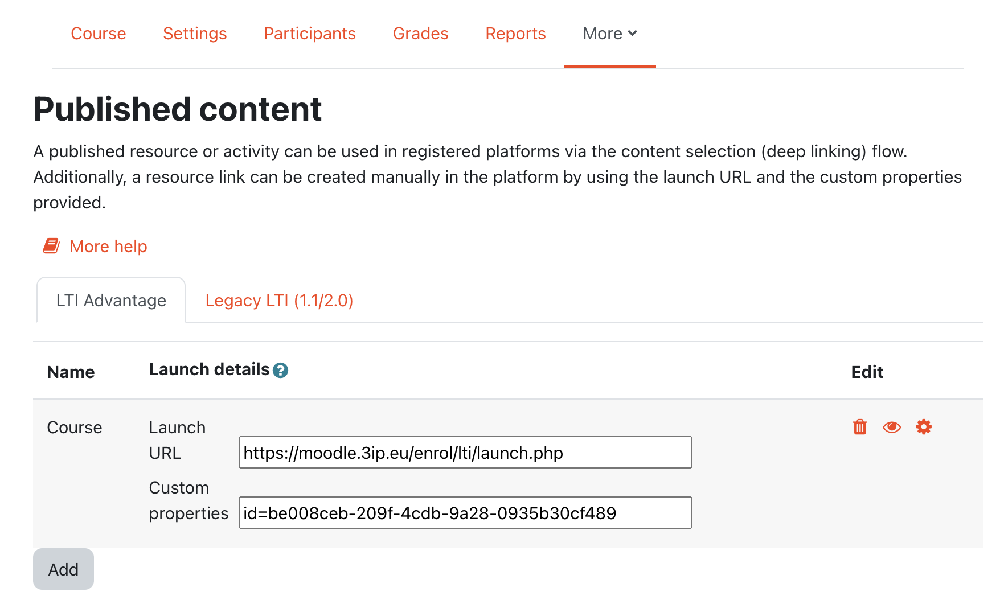 Course Settings Participants Grades Reports More
Published content
A published resource or activity can be used in registered platforms via the content selection (deep linking) flow.
Additionally, a resource link can be created manually in the platform by using the launch URL and the custom properties
provided.
More help
LTI Advantage Legacy LTI (1.1/2.0)
Name Launch details ? Edit
Course Launch
URL https://moodle.3ip.eu/enrol/lti/launch.php
Custom
properties id=be008ceb-209f-4cdb-9a28-0935b30cf489
Add